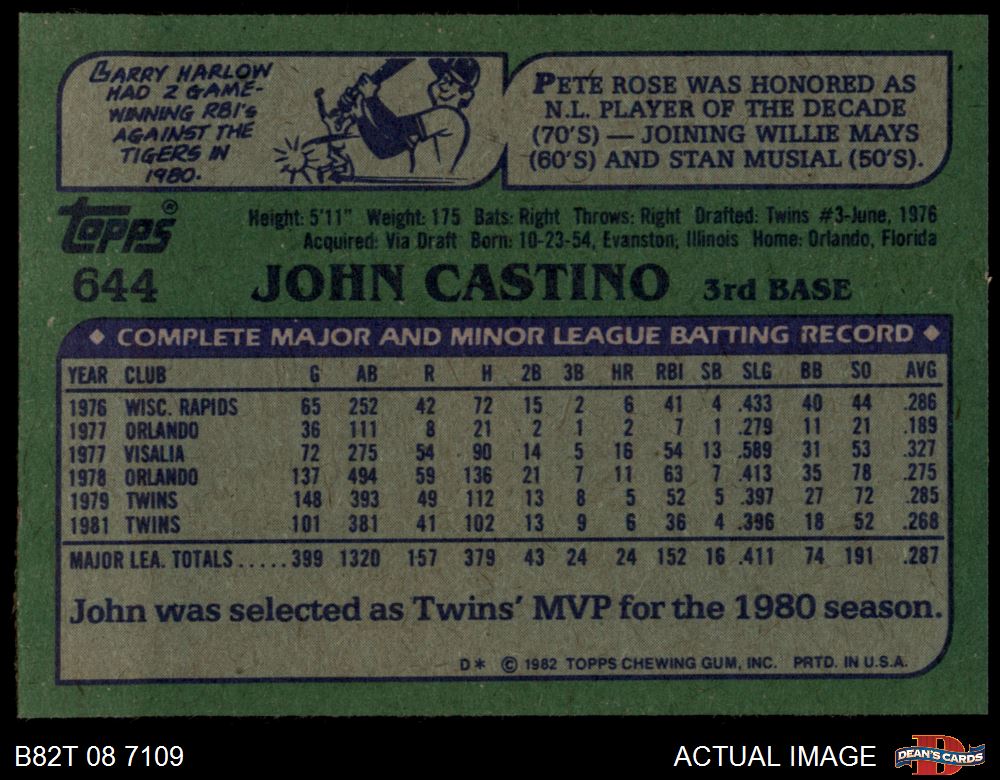 LARRY HARLOW
HAD 2 GAME-
WINNING RBI'S
AGAINST THE
TIGERS IN
1980.
PETE ROSE WAS HONORED AS
N.L. PLAYER OF THE DECADE
(70'S) — JOINING WILLIE MAYS
(60'S) AND STAN MUSIAL (50'S).
topps®
Height: 5'11" Weight: 175 Bats: Right Throws: Right Drafted: Twins #3-June, 1976
Acquired: Via Draft Born: 10-23-54, Evanston, Illinois Home: Orlando, Florida
644 JOHN CASTINO 3rd BASE
◆ COMPLETE MAJOR AND MINOR LEAGUE BATTING RECORD ◆
YEAR CLUB G AB R H 2B 3B HR RBI SB SLG BB SO AVG
1976 WISC. RAPIDS 65 252 42 72 15 2 6 41 4 .433 40 44 .286
1977 ORLANDO 36 111 8 21 2 1 2 7 1 .279 11 21 .189
1977 VISALIA 72 275 54 90 14 5 16 54 13 .589 31 53 .327
1978 ORLANDO 137 494 59 136 21 7 11 63 7 .413 35 78 .275
1979 TWINS 148 393 49 112 13 8 5 52 5 .397 27 72 .285
1981 TWINS 101 381 41 102 13 9 6 36 4 .396 18 52 .268
MAJOR LEA. TOTALS.....399 1320 157 379 43 24 24 152 16 .411 74 191 .287
John was selected as Twins' MVP for the 1980 season.
D* © 1982 TOPPS CHEWING GUM, INC. PRTD. IN U.S.A.
B82T 08 7109
ACTUAL IMAGE
D
DEAN'S CARDS